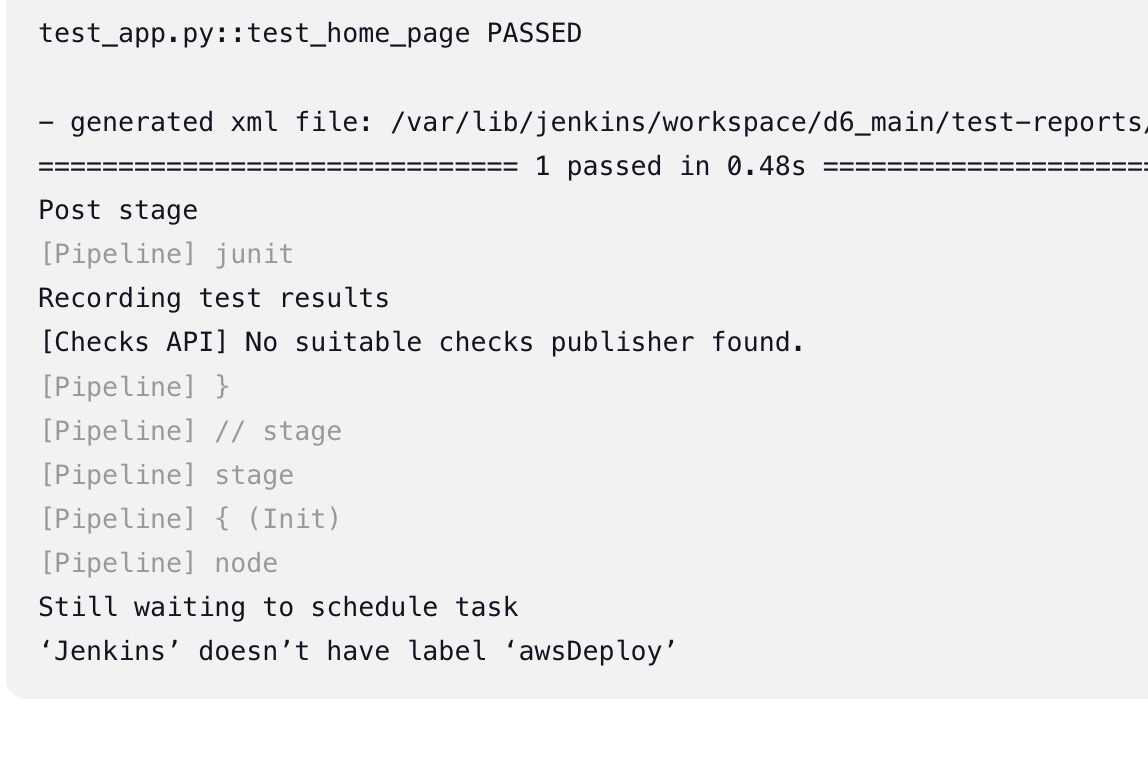 test_app.py::test_home_page PASSED
- generated xml file: /var/lib/jenkins/workspace/d6_main/test-reports/
============================== 1 passed in 0.48s =====================
Post stage
[Pipeline] junit
Recording test results
[Checks API] No suitable checks publisher found.
[Pipeline] }
[Pipeline] // stage
[Pipeline] stage
[Pipeline] { (Init)
[Pipeline] node
Still waiting to schedule task
‘Jenkins’ doesn’t have label ‘awsDeploy’